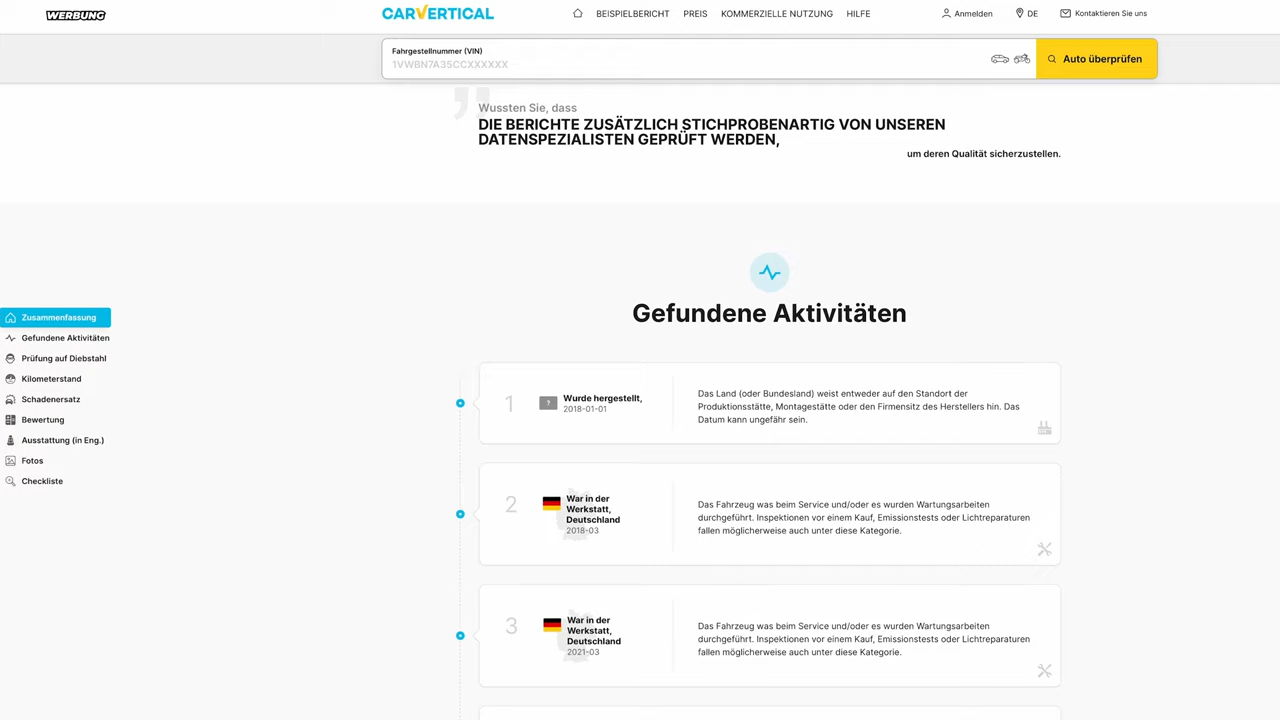 WERBUNG
CARVERTICAL
BEISPIELBERICHT PREIS KOMMERZIELLE NUTZUNG HILFE
Anmelden DE Kontaktieren Sie uns
Fahrgestellnummer (VIN)
1VWBN7A35CCXXXXXX
Auto überprüfen
Wussten Sie, dass
DIE BERICHTE ZUSÄTZLICH STICHPROBENARTIG VON UNSEREN
DATENSPEZIALISTEN GEPRÜFT WERDEN,
um deren Qualität sicherzustellen.
Zusammenfassung
Gefundene Aktivitäten
Prüfung auf Diebstahl
Kilometerstand
Schadenersatz
Bewertung
Ausstattung (in Eng.)
Fotos
Checkliste
Gefundene Aktivitäten
1
?
Wurde hergestellt,
2018-01-01
Das Land (oder Bundesland) weist entweder auf den Standort der
Produktionsstätte, Montagestätte oder den Firmensitz des Herstellers hin. Das
Datum kann ungefähr sein.
2
War in der
Werkstatt,
Deutschland
2018-03
Das Fahrzeug was beim Service und/oder es wurden Wartungsarbeiten
durchgeführt. Inspektionen vor einem Kauf, Emissionstests oder Lichtreparaturen
fallen möglicherweise auch unter diese Kategorie.
3
War in der
Werkstatt,
Deutschland
2021-03
Das Fahrzeug was beim Service und/oder es wurden Wartungsarbeiten
durchgeführt. Inspektionen vor einem Kauf, Emissionstests oder Lichtreparaturen
fallen möglicherweise auch unter diese Kategorie.